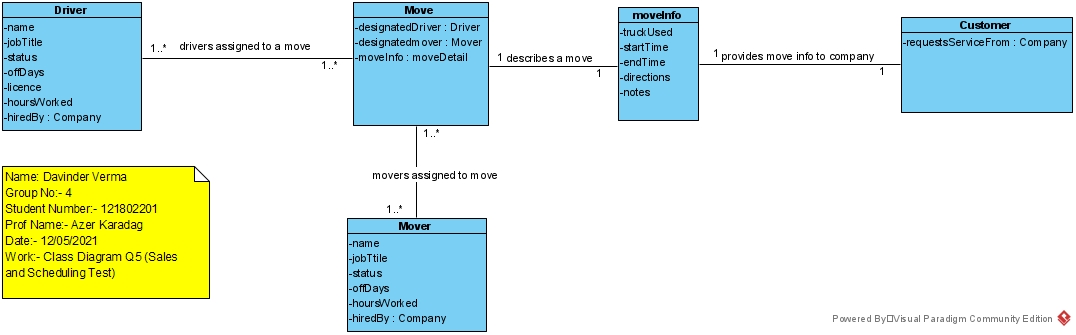 Driver
-name
-jobTitle
-status
-offDays
-licence
-hoursWorked
-hiredBy : Company
1..*
drivers assigned to a move
1..*
Move
-designatedDriver : Driver
-designatedmover : Mover
-moveInfo : moveDetail
1 describes a move
1
moveInfo
-truckUsed
-startTime
-endTime
-directions
-notes
1 provides move info to company
1
Customer
-requestsServiceFrom : Company
1..*
movers assigned to move
1..*
Mover
-name
-jobTtile
-status
-offDays
-hoursWorked
-hiredBy : Company
Name: Davinder Verma
Group No:- 4
Student Number:- 121802201
Prof Name:- Azer Karadag
Date:- 12/05/2021
Work:- Class Diagram Q5 (Sales
and Scheduling Test)
Powered By□Visual Paradigm Community Edition